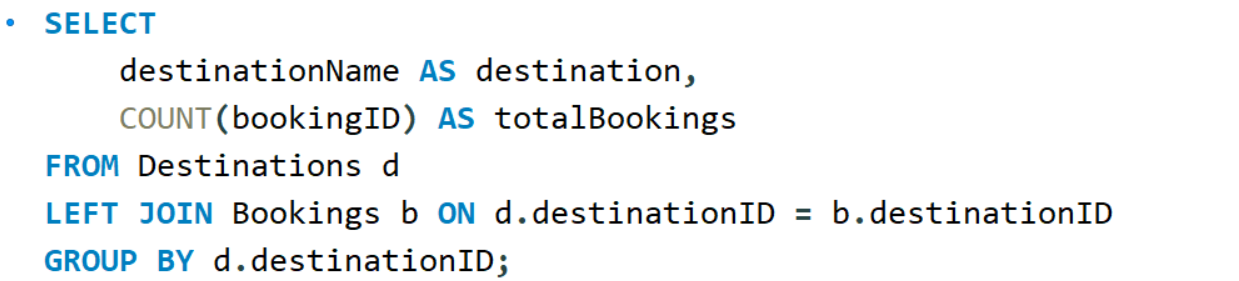 • SELECT
    destinationName AS destination,
    COUNT(bookingID) AS totalBookings
FROM Destinations d
LEFT JOIN Bookings b ON d.destinationID = b.destinationID
GROUP BY d.destinationID;